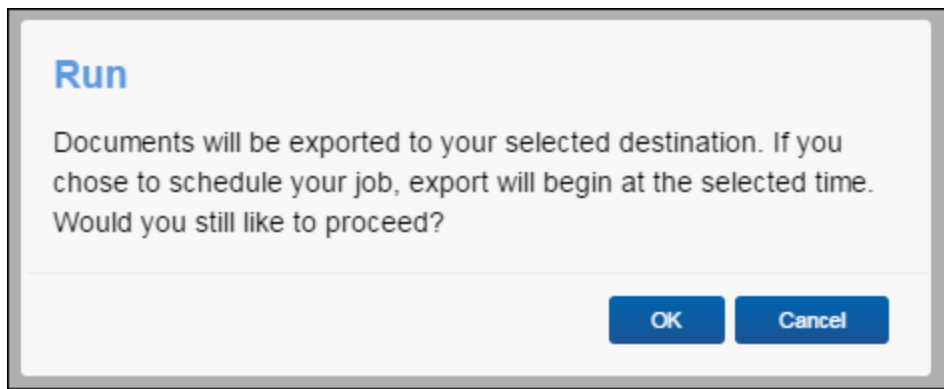 Run
Documents will be exported to your selected destination. If you
chose to schedule your job, export will begin at the selected time.
Would you still like to proceed?
OK
Cancel